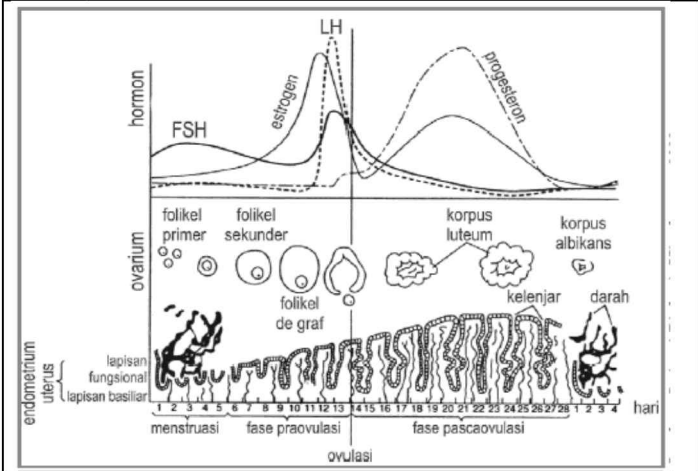 LH
hormon
estrogen
progesteron
FSH
ovarium
folikel
primer
folikel
sekunder
korpus
luteum
korpus
albikans
folikel
de graf
kelenjar
darah
endometrium
uterus
lapisan
fungsional
lapisan basiliar
1 2 3 4 5 6 7 8 9 10 11 12 13 14 15 16 17 18 19 20 21 22 23 24 25 26 27 28 1 2 3 4 hari
menstruasi fase praovulasi fase pascaovulasi
ovulasi